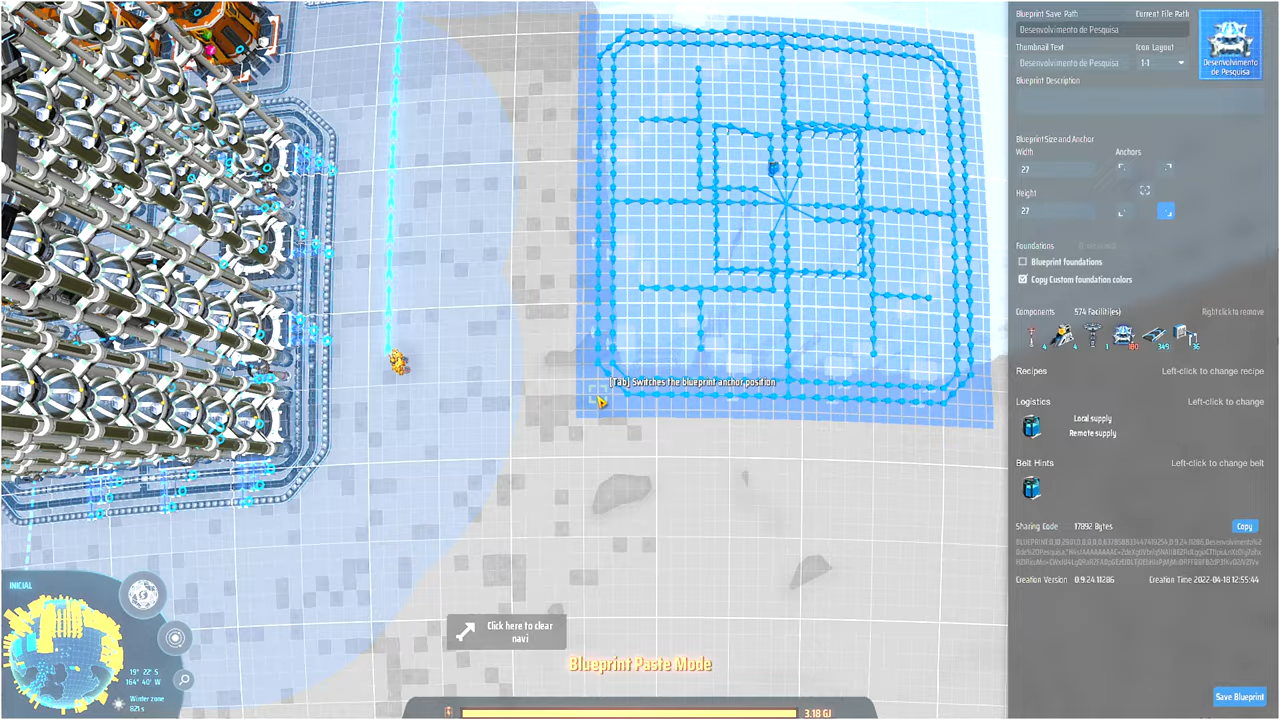 Blueprint Save Path
Current File Path
Desenvolvimento de Pesquisa
Desenvolvimento
de Pesquisa
Thumbnail Text
Icon Layout
Desenvolvimento de Pesquisa
1-1
Blueprint Description
Blueprint Size and Anchor
Width
Anchors
27
Height
27
Foundations
Blueprint foundations
Copy Custom foundation colors
Components
574 Facilit(ies)
Right click to remove
4
4
1
180
349
36
Recipes
Left-click to change recipe
Logistics
Left-click to change
Local supply
Remote supply
Belt Hints
Left-click to change belt
Sharing Code
17892 Bytes
Copy
Creation Version
0.9.24.11286
Creation Time 2022-04-18 12:55:44
Save Blueprint
[Tab] Switches the blueprint anchor position
Click here to clear
navi
Blueprint Paste Mode
3.18 GJ
INICIAL
19° 22' S
164° 40' W
Winter zone
821 s